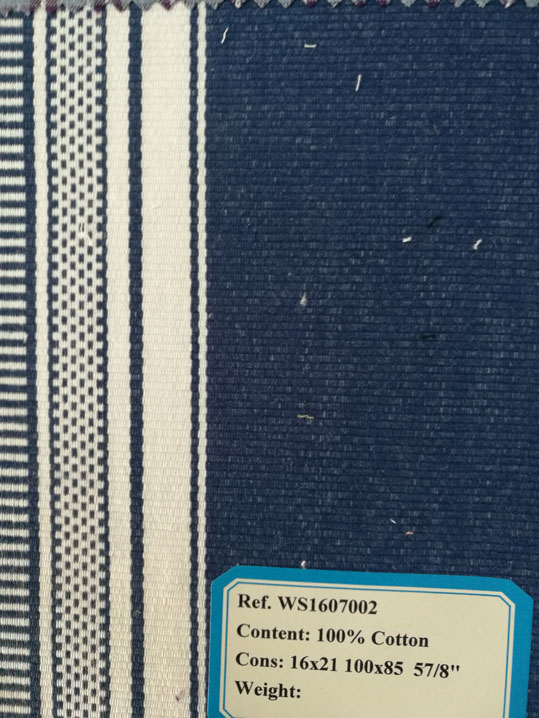 Ref. WS1607002
Content: 100% Cotton
Cons: 16x21 100x85 57/8"
Weight: